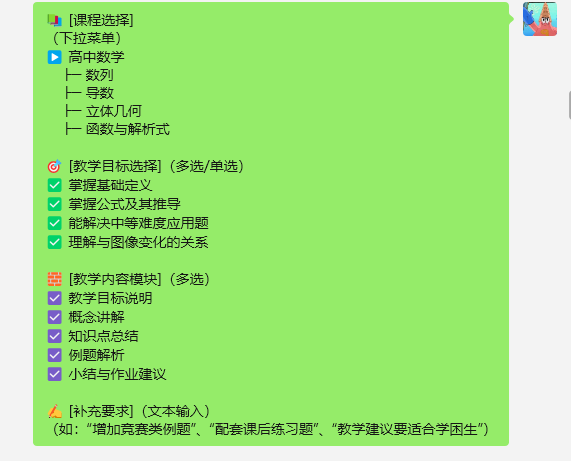 📚 [课程选择]
（下拉菜单）
▶️ 高中数学
├─ 数列
├─ 导数
├─ 立体几何
├─ 函数与解析式
🎯 [教学目标选择]（多选/单选）
✅ 掌握基础定义
✅ 掌握公式及其推导
✅ 能解决中等难度应用题
✅ 理解与图像变化的关系
🧱 [教学内容模块]（多选）
☑️ 教学目标说明
☑️ 概念讲解
☑️ 知识点总结
☑️ 例题解析
☑️ 小结与作业建议
✍️ [补充要求]（文本输入）
（如：“增加竞赛类例题”、“配套课后练习题”、“教学建议要适合学困生”）